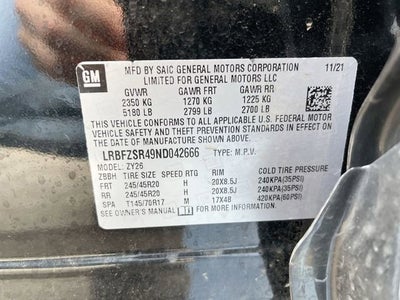 GM
MFD BY SAIC GENERAL MOTORS CORPORATION 11/21
LIMITED FOR GENERAL MOTORS LLC
GVWR GAWR FRT GAWR RR
2350 KG 1270 KG 1225 KG
5180 LB 2799 LB 2700 LB
THIS VEHICLE CONFORMS TO ALL APPLICABLE U.S. FEDERAL MOTOR
VEHICLE SAFETY, BUMPER, AND THEFT PREVENTION STANDARDS IN EFFECT ON
THE DATE OF MANUFACTURE SHOWN ABOVE.
LRBFZSR49ND042666 TYPE: M.P.V.
MODEL: ZY26
ZBBH TIRE SIZE SPEED RTG RIM COLD TIRE PRESSURE
FRT 245/45R20 H 20X8.5J 240KPA(35PSI)
RR 245/45R20 H 20X8.5J 240KPA(35PSI)
SPA T145/70R17 M 17X4B 420KPA(60PSI)
SEE OWNER'S MANUAL FOR MORE INFORMATION.